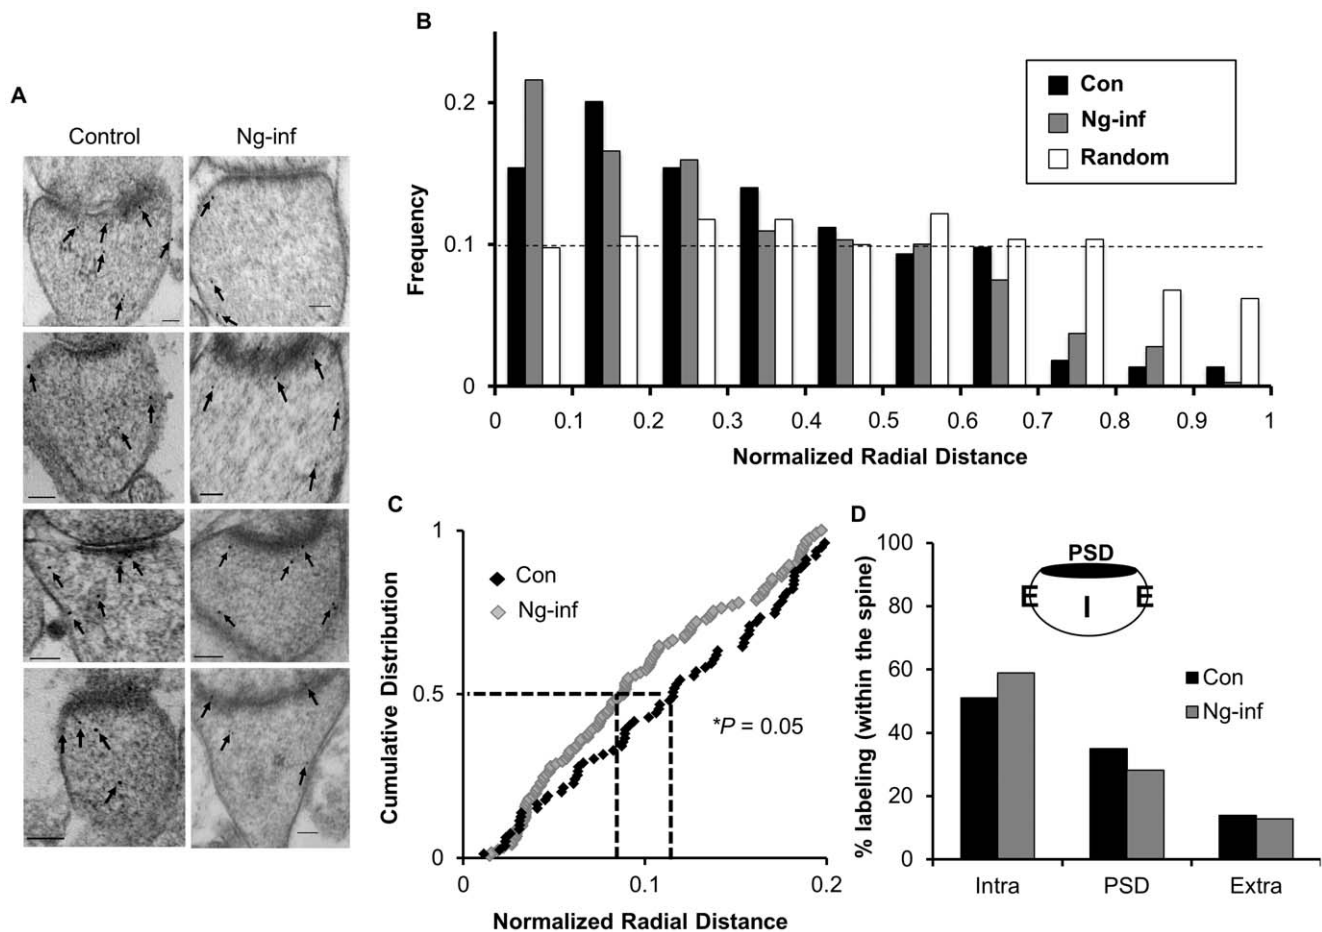 A
Control
Ng-inf
B
Frequency
0.2
0.1
0
Con
Ng-inf
Random
0
0.1
0.2
0.3
0.4
0.5
0.6
0.7
0.8
0.9
1
Normalized Radial Distance
C
Cumulative Distribution
1
0.5
0
Con
Ng-inf
*P = 0.05
0
0.1
0.2
Normalized Radial Distance
D
% labeling (within the spine)
100
80
60
40
20
0
PSD
E
I
E
Con
Ng-inf
Intra
PSD
Extra